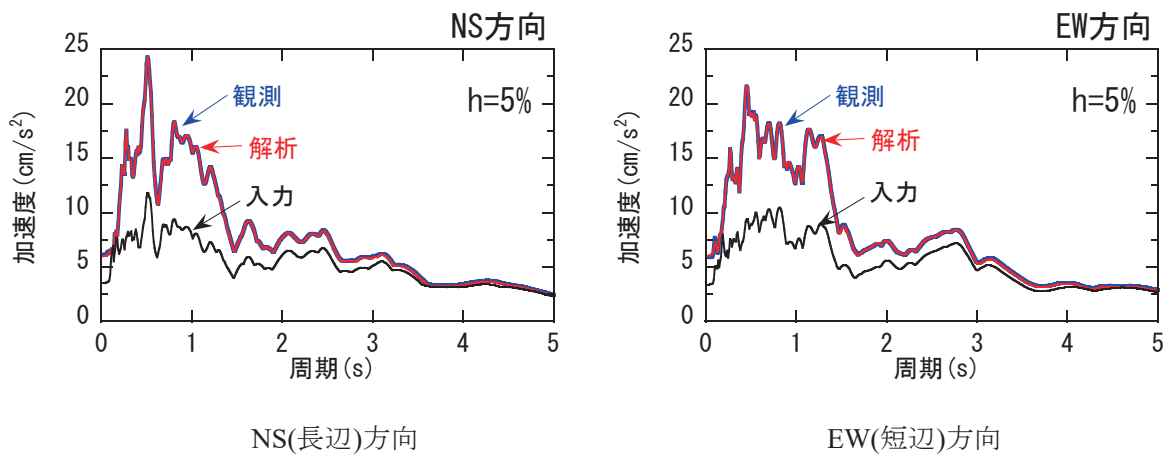 NS方向
25
20
15
10
5
0
加速度(cm/s²)
h=5%
観測
解析
入力
0 1 2 3 4 5
周期(s)
NS(長辺)方向
EW方向
25
20
15
10
5
0
加速度(cm/s²)
h=5%
観測
解析
入力
0 1 2 3 4 5
周期(s)
EW(短辺)方向